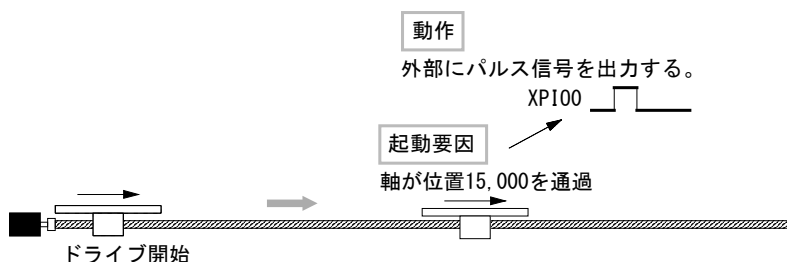 動作
外部にパルス信号を出力する。
XPI00
起動要因
軸が位置15,000を通過
ドライブ開始